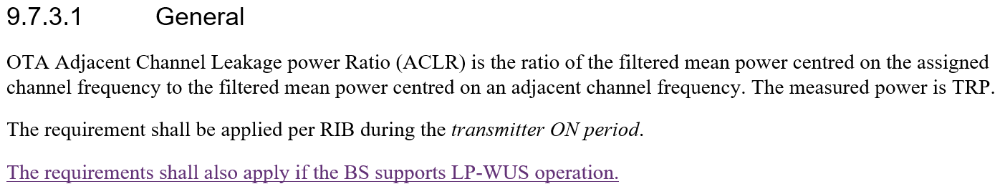 9.7.3.1 General
OTA Adjacent Channel Leakage power Ratio (ACLR) is the ratio of the filtered mean power centred on the assigned
channel frequency to the filtered mean power centred on an adjacent channel frequency. The measured power is TRP.
The requirement shall be applied per RIB during the transmitter ON period.
The requirements shall also apply if the BS supports LP-WUS operation.